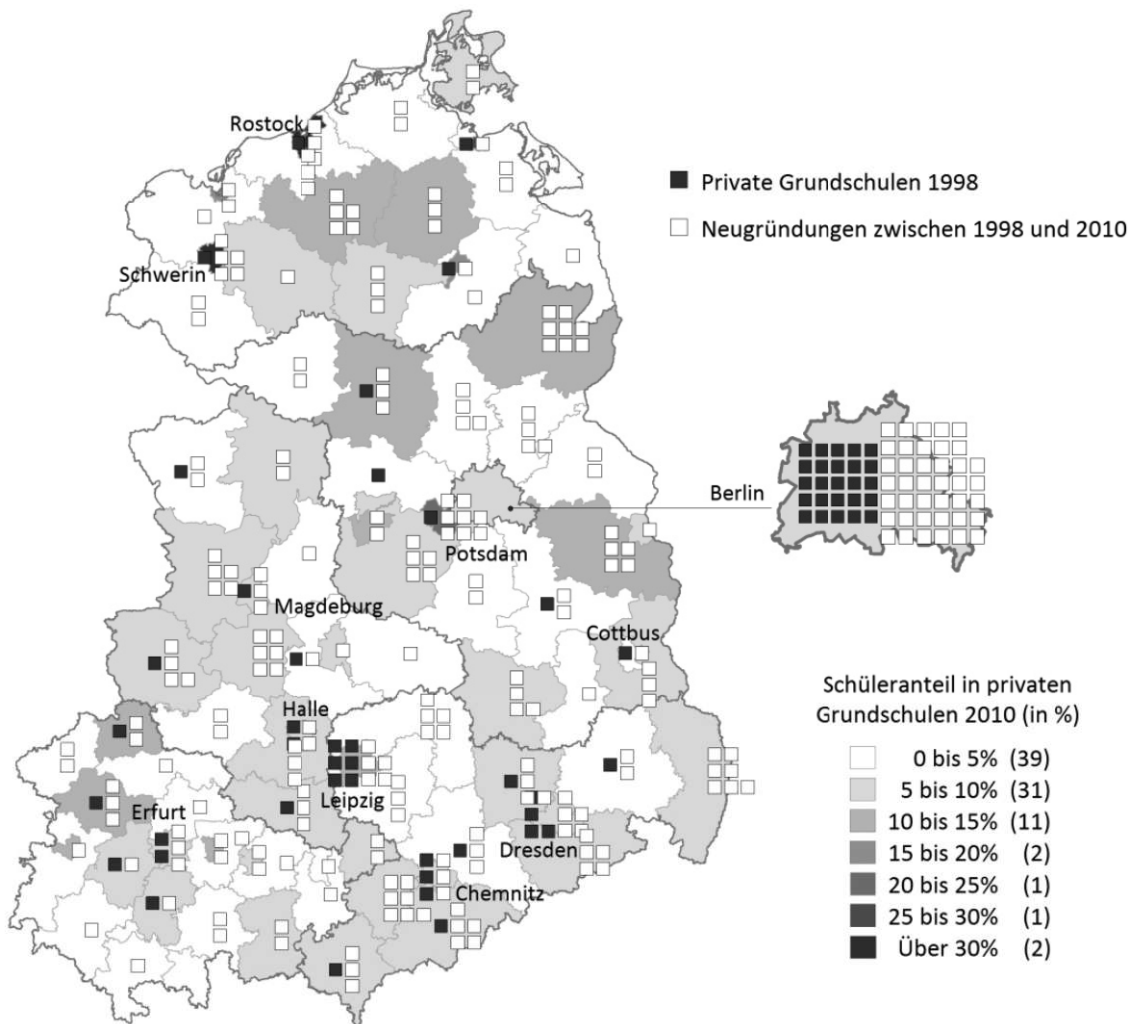 Rostock
Private Grundschulen 1998
Neugründungen zwischen 1998 und 2010
Schwerin
Berlin
Potsdam
Magdeburg
Cottbus
Schüleranteil in privaten
Grundschulen 2010 (in %)
Halle
0 bis 5% (39)
5 bis 10% (31)
Leipzig
Erfurt
10 bis 15% (11)
Dresden
15 bis 20% (2)
20 bis 25% (1)
Chemnitz
25 bis 30% (1)
Über 30% (2)